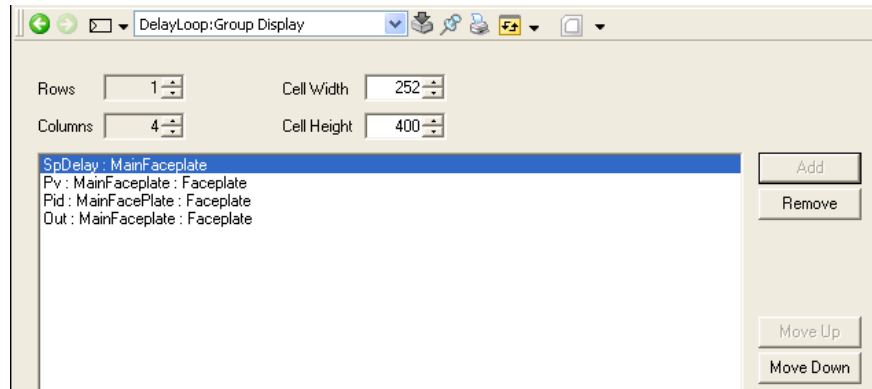 DelayLoop:Group Display
Rows 1 Cell Width 252
Columns 4 Cell Height 400
SpDelay : MainFaceplate
Pv : MainFaceplate : Faceplate
Pid : MainFacePlate : Faceplate
Out : MainFaceplate : Faceplate
Add
Remove
Move Up
Move Down